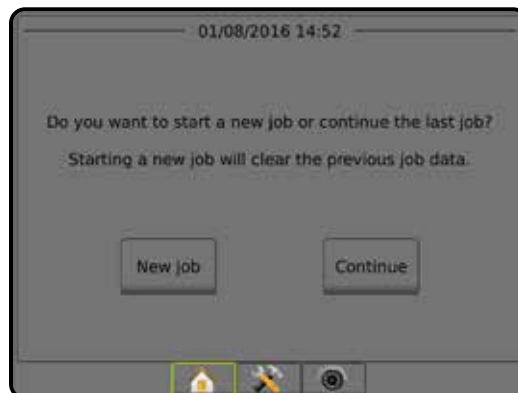 01/08/2016 14:52
Do you want to start a new job or continue the last job?
Starting a new job will clear the previous job data.
New job
Continue